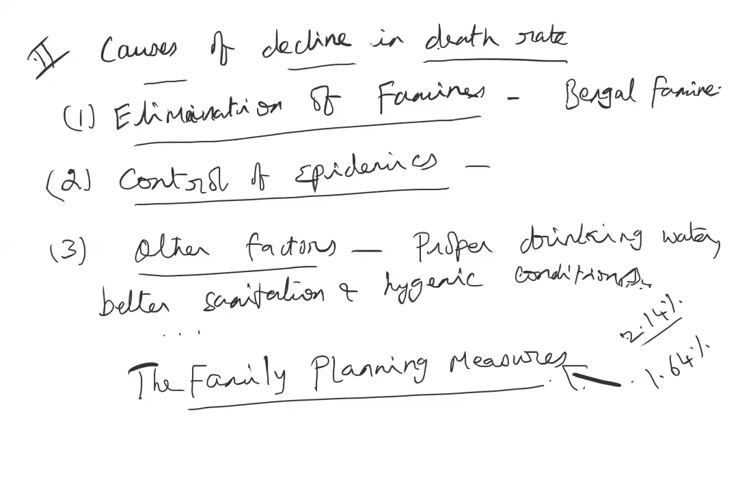 II Causes of decline in death rate
(1) Elimination of Famines - Bengal famine.
(2) Control of Epidemics -
(3) Other factors - Proper drinking water,
better sanitation & hygenic conditions.
...
2.14%
The Family Planning Measures
1.64%